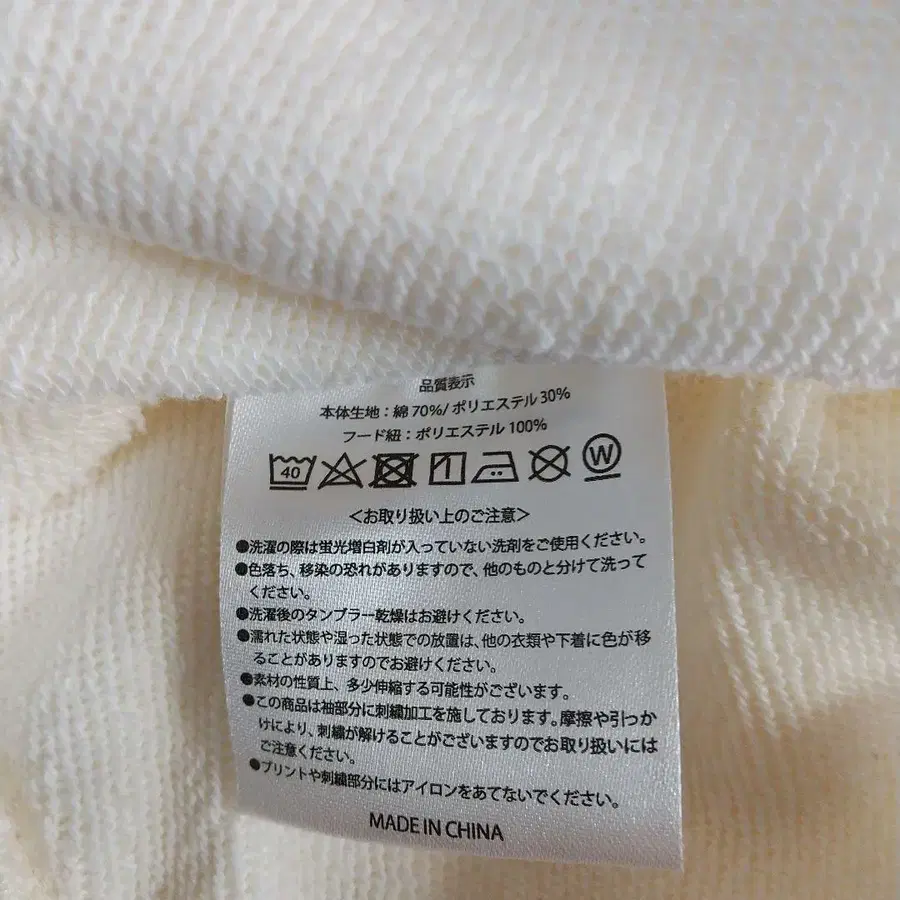 品質表示
本体生地：綿 70%/ ポリエステル 30%
フード紐：ポリエステル 100%
40 W
＜お取り扱い上のご注意＞
●洗濯の際は蛍光増白剤が入っていない洗剤をご使用ください。
●色落ち、移染の恐れがありますので、他のものと分けて洗って
ください。
●洗濯後のタンブラー乾燥はお避けください。
●濡れた状態や湿った状態での放置は、他の衣類や下着に色が移
ることがありますのでお避けください。
●素材の性質上、多少伸縮する可能性がございます。
●この商品は袖部分に刺繍加工を施しております。摩擦や引っか
けにより、刺繍が解けることがございますのでお取り扱いには
ご注意ください。
●プリントや刺繍部分にはアイロンをあてないでください。
MADE IN CHINA